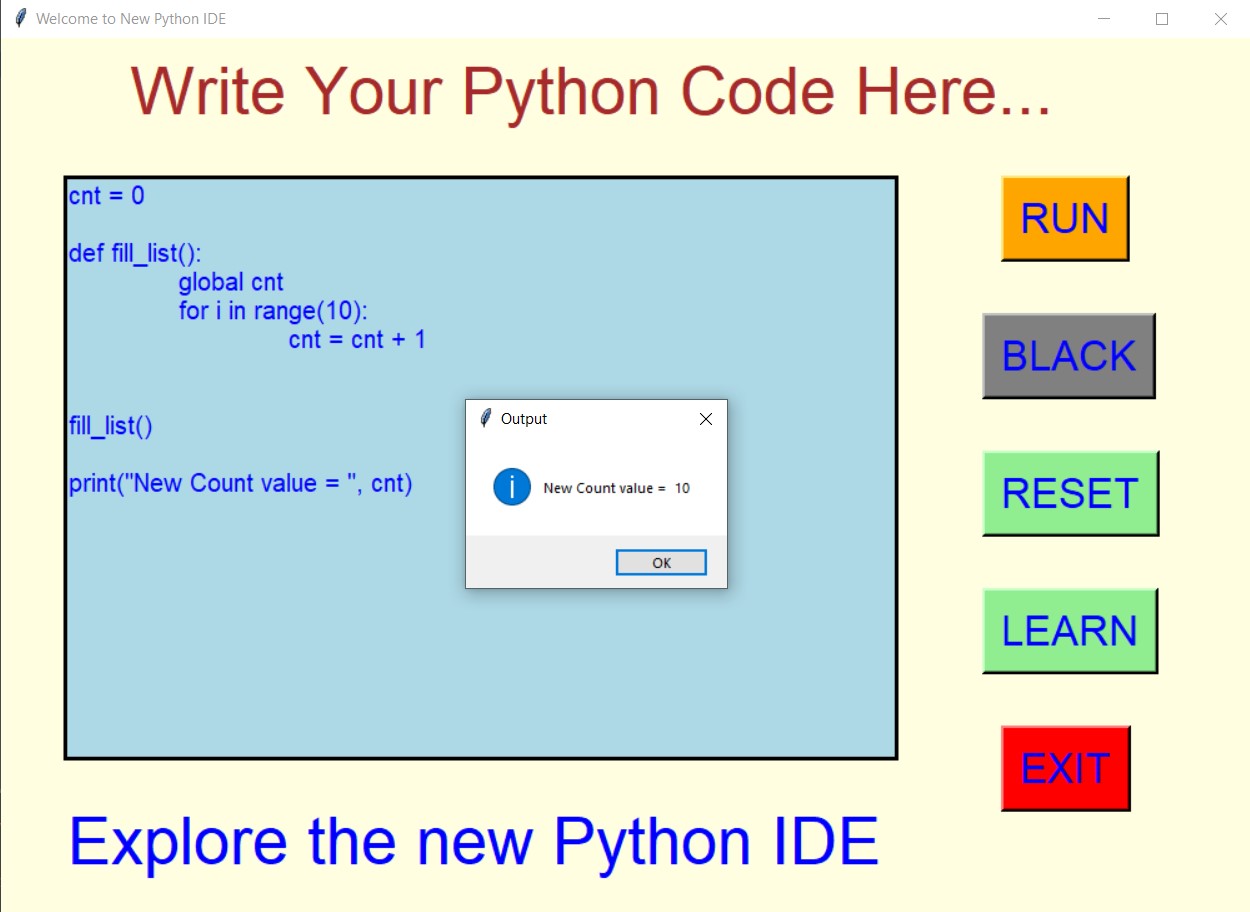 Welcome to New Python IDE
Write Your Python Code Here...
cnt = 0
def fill_list():
global cnt
for i in range(10):
cnt = cnt + 1
fill_list()
print("New Count value = ", cnt)
Output
New Count value =  10
OK
RUN
BLACK
RESET
LEARN
EXIT
Explore the new Python IDE